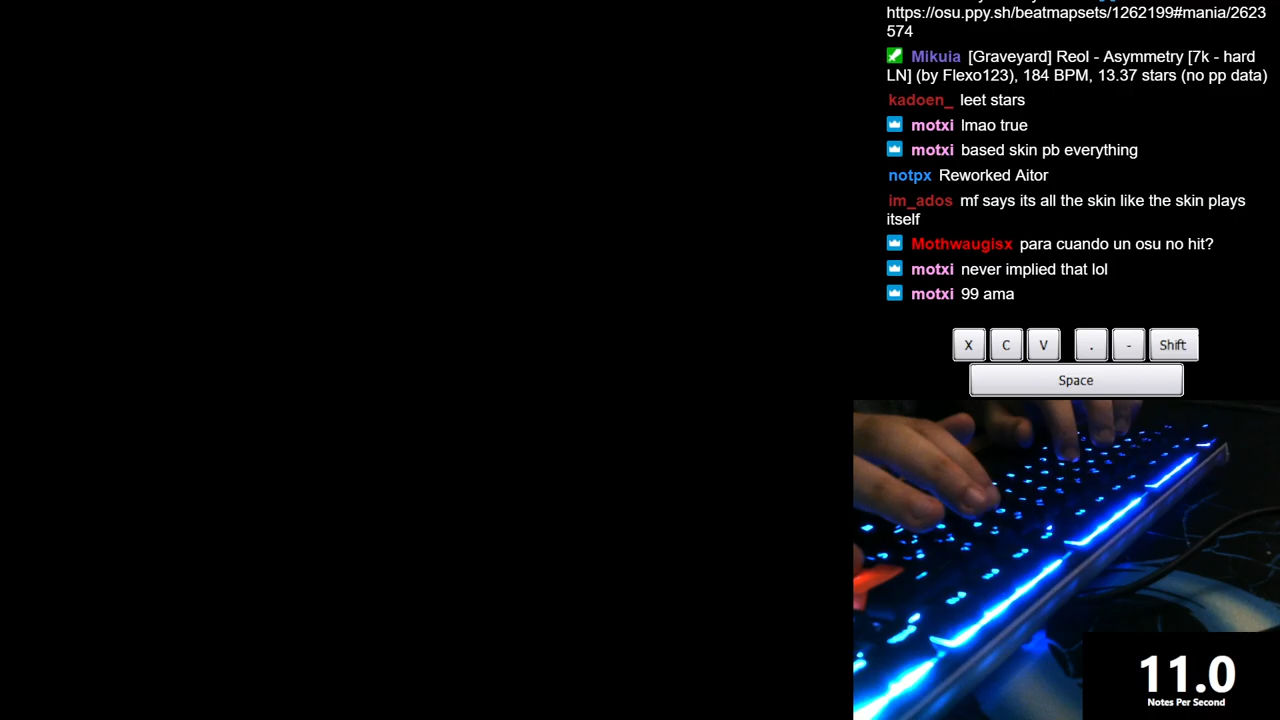 https://osu.ppy.sh/beatmapsets/1262199#mania/2623
574
Mikuia [Graveyard] Reol - Asymmetry [7k - hard
LN] (by Flexo123), 184 BPM, 13.37 stars (no pp data)
kadoen_ leet stars
motxi lmao true
motxi based skin pb everything
notpx Reworked Aitor
im_ados mf says its all the skin like the skin plays
itself
Mothwaugisx para cuando un osu no hit?
motxi never implied that lol
motxi 99 ama
X C V . - Shift
Space
11.0
Notes Per Second